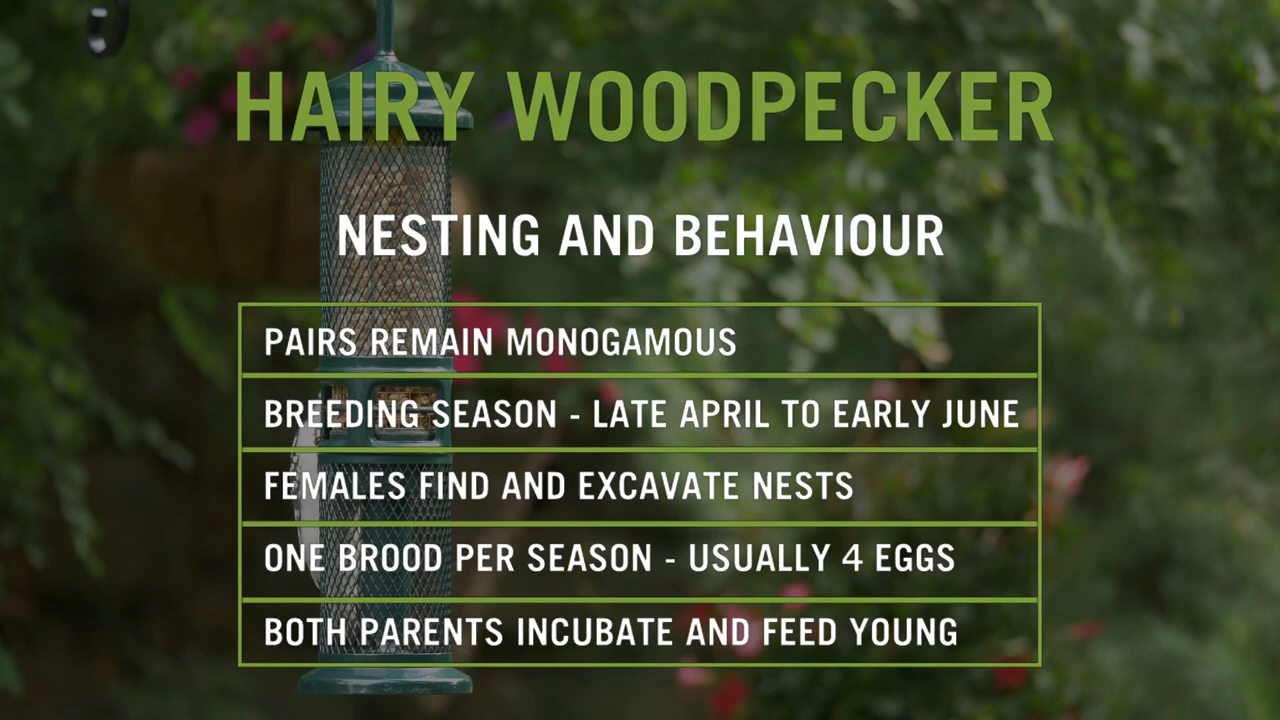 HAIRY WOODPECKER
NESTING AND BEHAVIOUR
PAIRS REMAIN MONOGAMOUS
BREEDING SEASON - LATE APRIL TO EARLY JUNE
FEMALES FIND AND EXCAVATE NESTS
ONE BROOD PER SEASON - USUALLY 4 EGGS
BOTH PARENTS INCUBATE AND FEED YOUNG